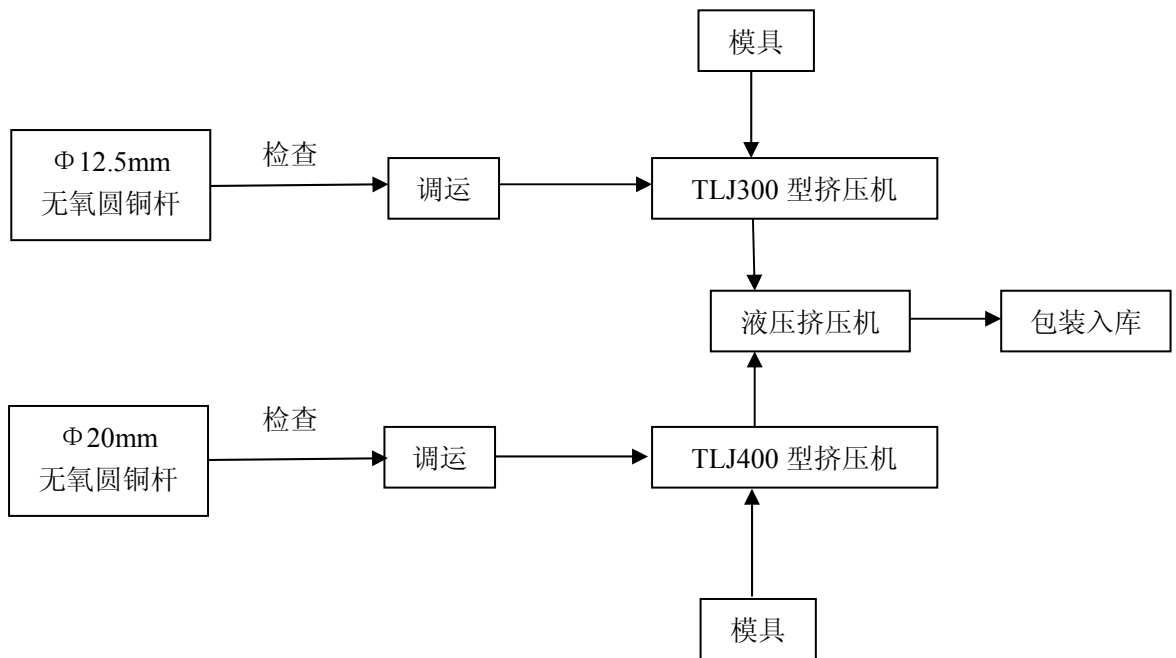 模具
Φ12.5mm
无氧圆铜杆
检查
调运
TLJ300 型挤压机
液压挤压机
包装入库
Φ20mm
无氧圆铜杆
检查
调运
TLJ400 型挤压机
模具